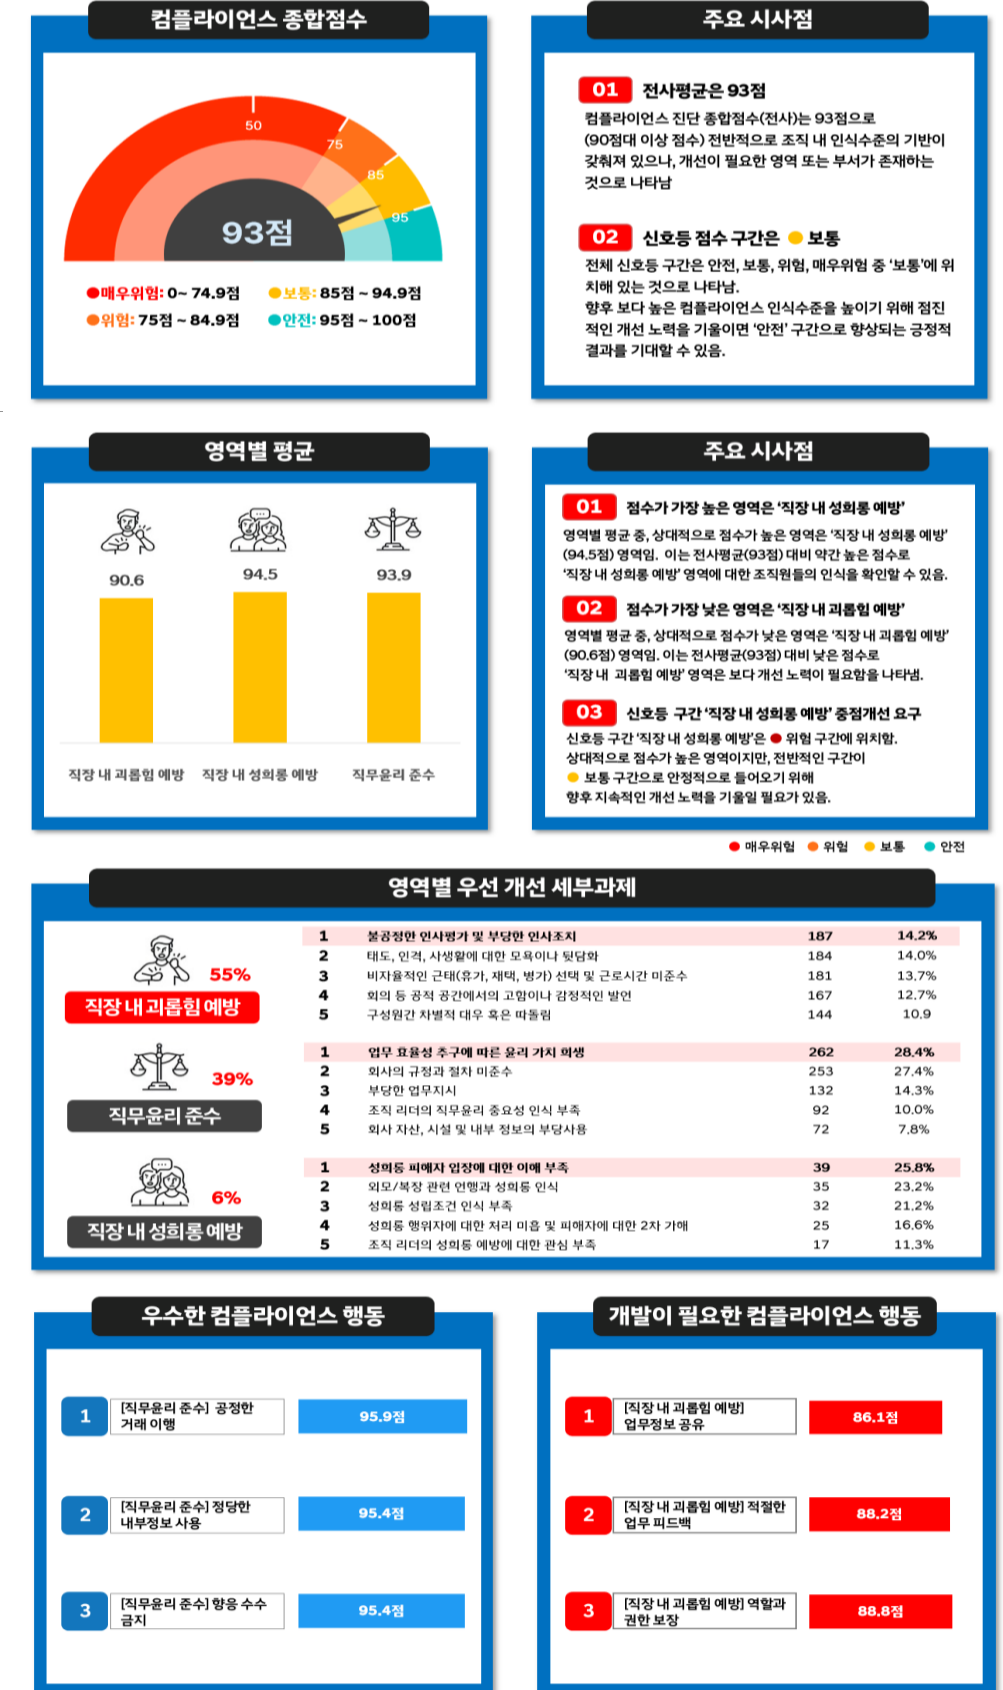 컴플라이언스 종합점수
50
75
85
95
93점
매우위험: 0~ 74.9점
보통: 85점 ~ 94.9점
위험: 75점 ~ 84.9점
안전: 95점 ~ 100점
주요 시사점
01 전사평균은 93점
컴플라이언스 진단 종합점수(전사)는 93점으로
(90점대 이상 점수) 전반적으로 조직 내 인식수준의 기반이
갖춰져 있으나, 개선이 필요한 영역 또는 부서가 존재하는
것으로 나타남
02 신호등 점수 구간은 보통
전체 신호등 구간은 안전, 보통, 위험, 매우위험 중 ‘보통’에 위
치해 있는 것으로 나타남.
향후 보다 높은 컴플라이언스 인식수준을 높이기 위해 점진
적인 개선 노력을 기울이면 ‘안전’ 구간으로 향상되는 긍정적
결과를 기대할 수 있음.
영역별 평균
90.6
94.5
93.9
직장 내 괴롭힘 예방
직장 내 성희롱 예방
직무윤리 준수
주요 시사점
01 점수가 가장 높은 영역은 ‘직장 내 성희롱 예방’
영역별 평균 중, 상대적으로 점수가 높은 영역은 ‘직장 내 성희롱 예방’
(94.5점) 영역임. 이는 전사평균(93점) 대비 약간 높은 점수로
‘직장 내 성희롱 예방’ 영역에 대한 조직원들의 인식을 확인할 수 있음.
02 점수가 가장 낮은 영역은 ‘직장 내 괴롭힘 예방’
영역별 평균 중, 상대적으로 점수가 낮은 영역은 ‘직장 내 괴롭힘 예방’
(90.6점) 영역임. 이는 전사평균(93점) 대비 낮은 점수로
‘직장 내 괴롭힘 예방’ 영역은 보다 개선 노력이 필요함을 나타냄.
03 신호등 구간 ‘직장 내 성희롱 예방’ 중점개선 요구
신호등 구간 ‘직장 내 성희롱 예방’은 위험 구간에 위치함.
상대적으로 점수가 높은 영역이지만, 전반적인 구간이
보통 구간으로 안정적으로 들어오기 위해
향후 지속적인 개선 노력을 기울일 필요가 있음.
매우위험 위험 보통 안전
영역별 우선 개선 세부과제
55%
직장 내 괴롭힘 예방
1 불공정한 인사평가 및 부당한 인사조치 187 14.2%
2 태도, 인격, 사생활에 대한 모욕이나 뒷담화 184 14.0%
3 비자율적인 근태(휴가, 재택, 병가) 선택 및 근로시간 미준수 181 13.7%
4 회의 등 공적 공간에서의 고함이나 감정적인 발언 167 12.7%
5 구성원간 차별적 대우 혹은 따돌림 144 10.9
39%
직무윤리 준수
1 업무 효율성 추구에 따른 윤리 가치 희생 262 28.4%
2 회사의 규정과 절차 미준수 253 27.4%
3 부당한 업무지시 132 14.3%
4 조직 리더의 직무윤리 중요성 인식 부족 92 10.0%
5 회사 자산, 시설 및 내부 정보의 부당사용 72 7.8%
6%
직장 내 성희롱 예방
1 성희롱 피해자 입장에 대한 이해 부족 39 25.8%
2 외모/복장 관련 언행과 성희롱 인식 35 23.2%
3 성희롱 성립조건 인식 부족 32 21.2%
4 성희롱 행위자에 대한 처리 미흡 및 피해자에 대한 2차 가해 25 16.6%
5 조직 리더의 성희롱 예방에 대한 관심 부족 17 11.3%
우수한 컴플라이언스 행동
1 [직무윤리 준수] 공정한
거래 이행
95.9점
2 [직무윤리 준수] 정당한
내부정보 사용
95.4점
3 [직무윤리 준수] 향응 수수
금지
95.4점
개발이 필요한 컴플라이언스 행동
1 [직장 내 괴롭힘 예방]
업무정보 공유
86.1점
2 [직장 내 괴롭힘 예방] 적절한
업무 피드백
88.2점
3 [직장 내 괴롭힘 예방] 역할과
권한 보장
88.8점